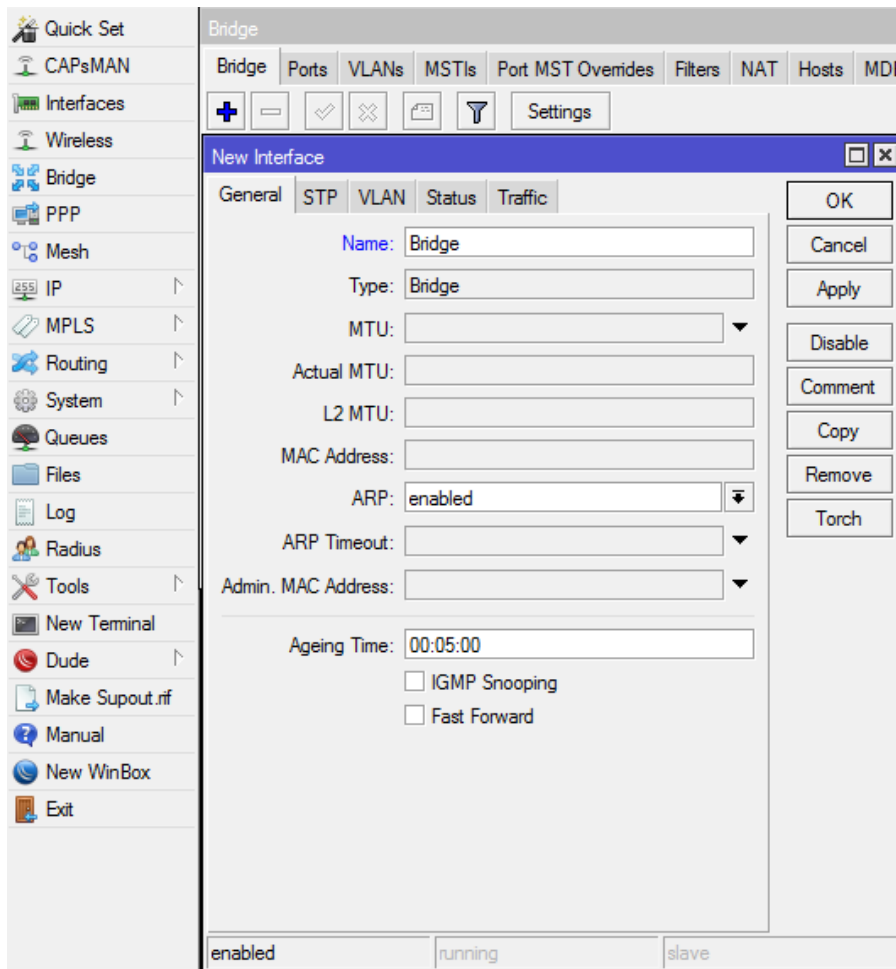 Quick Set
CAPsMAN
Interfaces
Wireless
Bridge
PPP
Mesh
255 IP
MPLS
Routing
System
Queues
Files
Log
Radius
Tools
New Terminal
Dude
Make Supout.rif
Manual
New WinBox
Exit
Bridge
Bridge Ports VLANs MSTIs Port MST Overrides Filters NAT Hosts
Settings
New Interface
General STP VLAN Status Traffic
Name: Bridge
Type: Bridge
MTU:
Actual MTU:
L2 MTU:
MAC Address:
ARP: enabled
ARP Timeout:
Admin. MAC Address:
Ageing Time: 00:05:00
IGMP Snooping
Fast Forward
OK
Cancel
Apply
Disable
Comment
Copy
Remove
Torch
enabled running slave